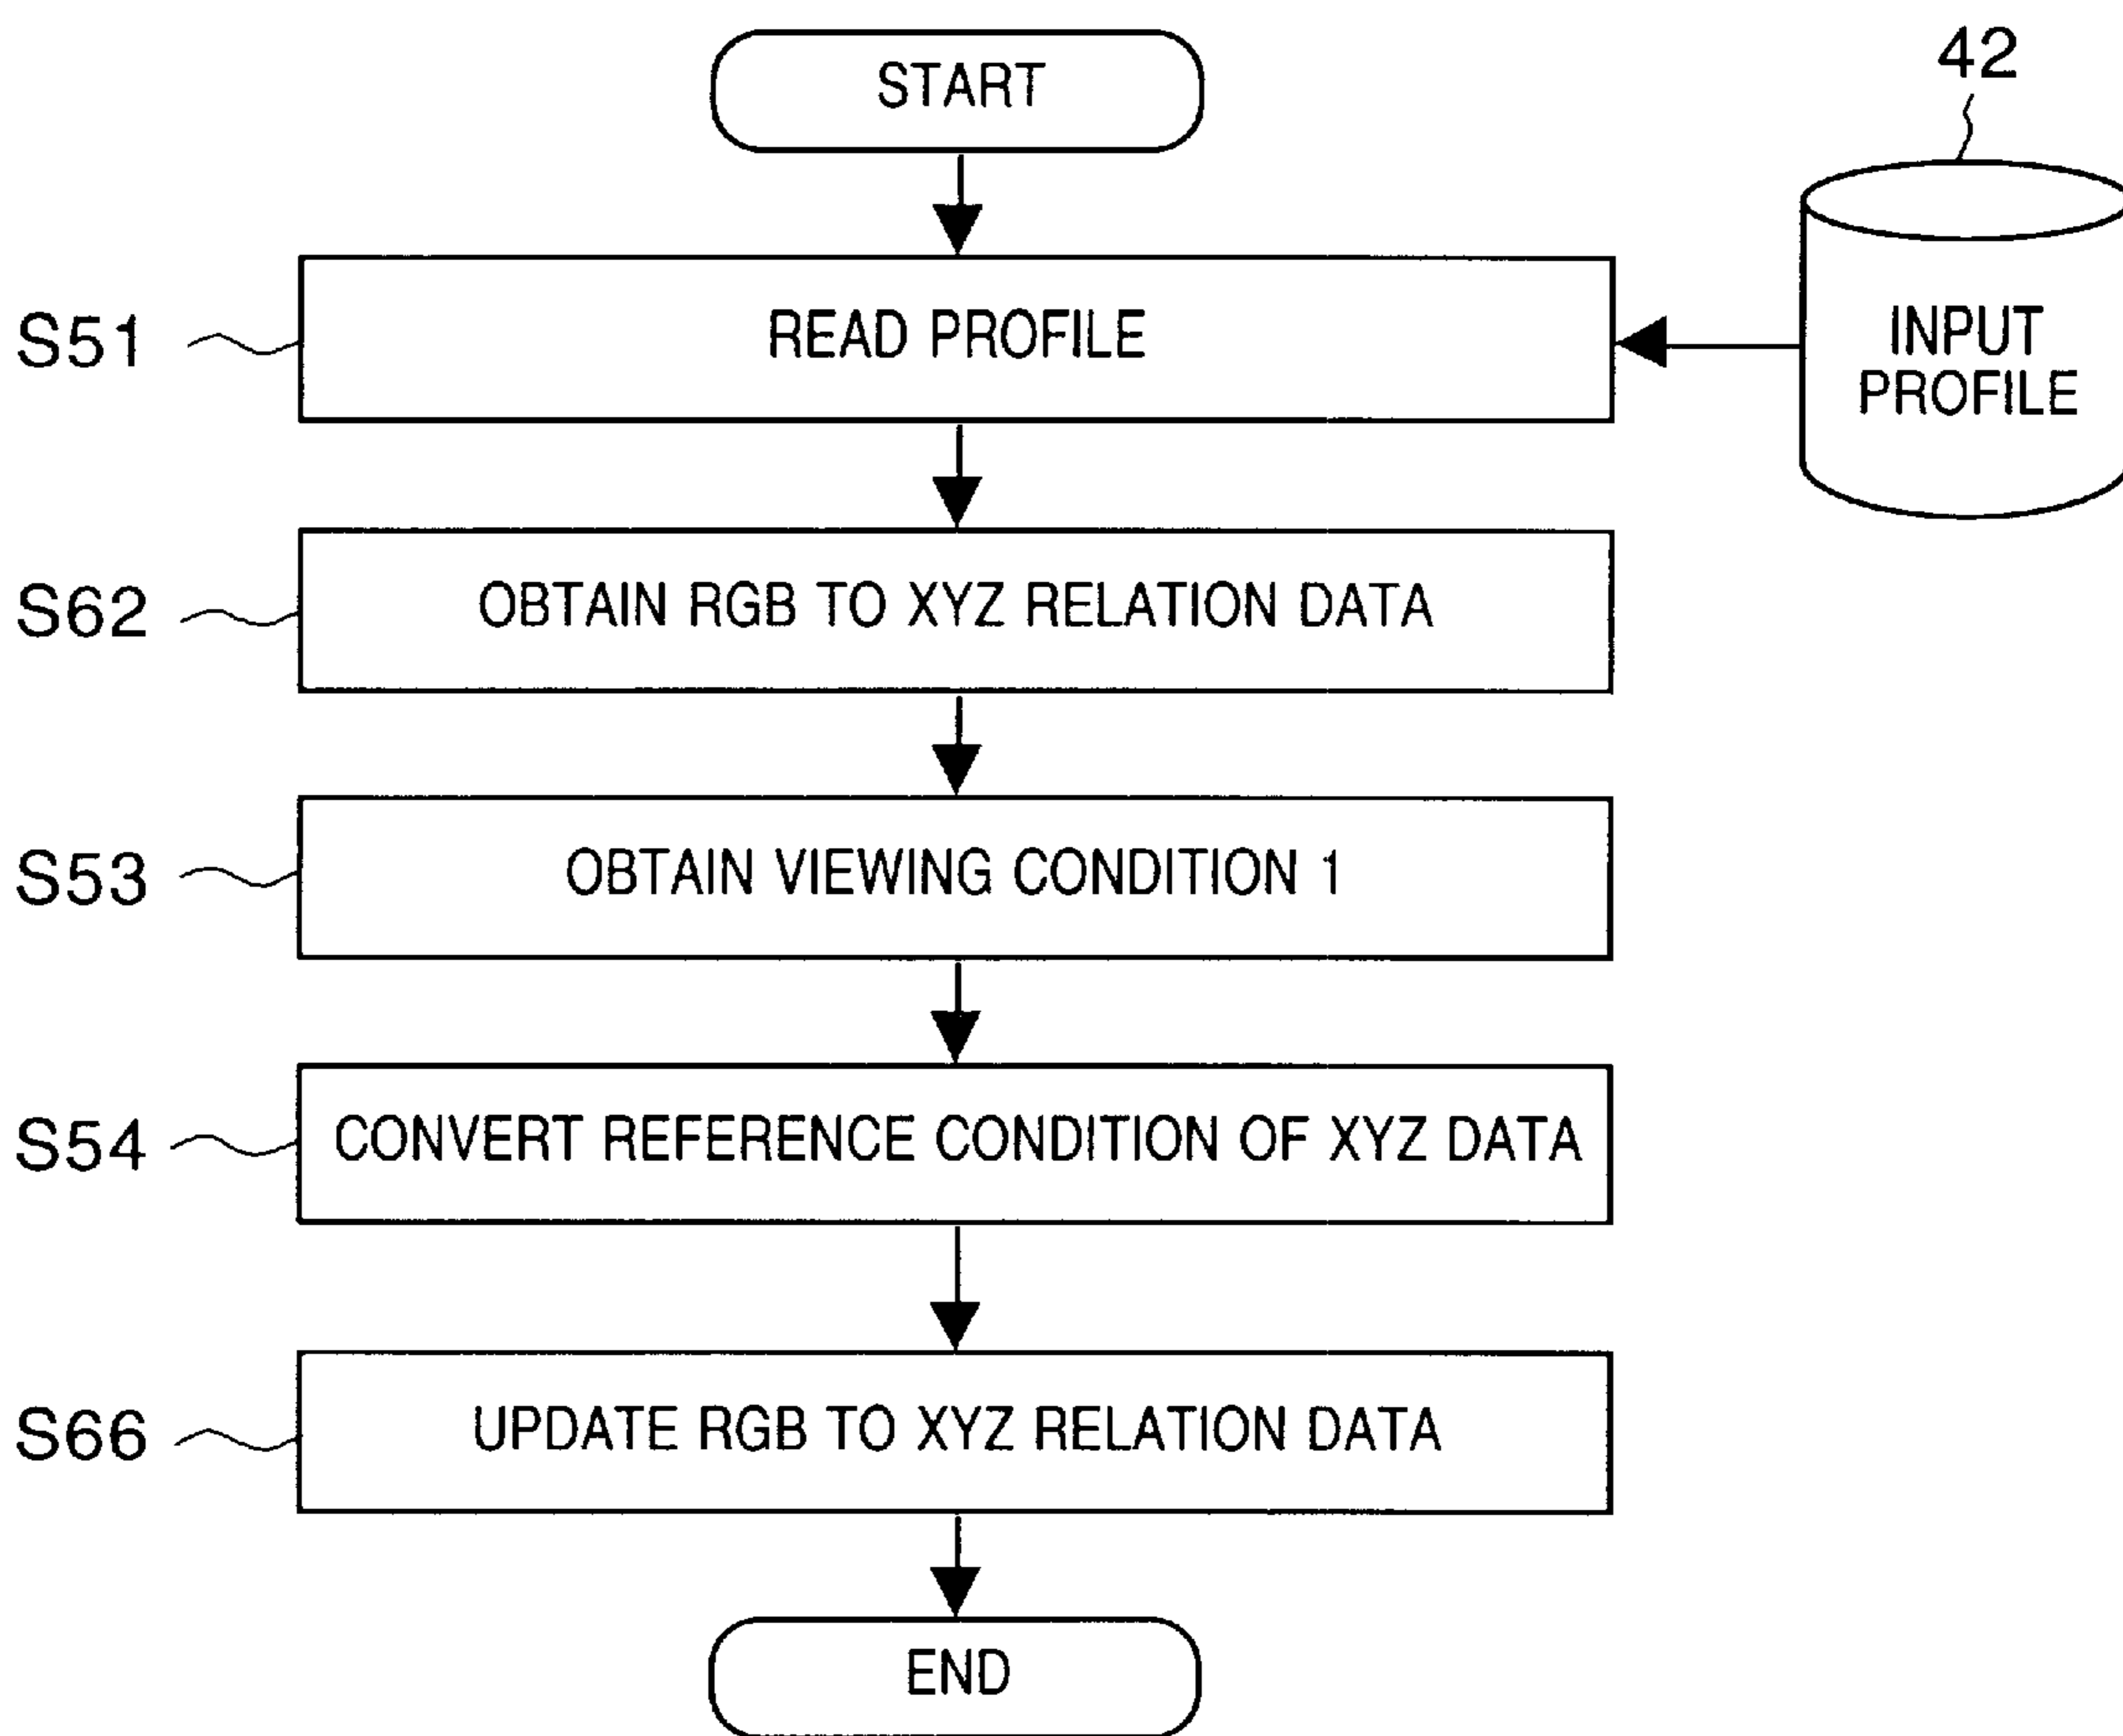 START
42
S51
READ PROFILE
INPUT
PROFILE
S62
OBTAIN RGB TO XYZ RELATION DATA
S53
OBTAIN VIEWING CONDITION 1
S54
CONVERT REFERENCE CONDITION OF XYZ DATA
S66
UPDATE RGB TO XYZ RELATION DATA
END